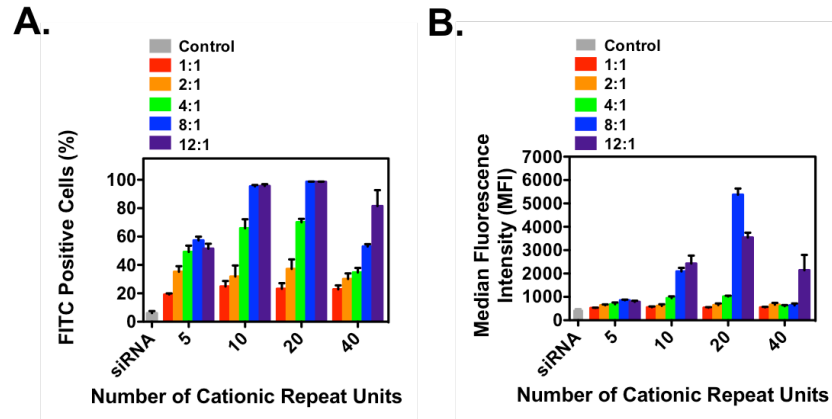 A.
Control
1:1
2:1
4:1
8:1
12:1
FITC Positive Cells (%)
100
80
60
40
20
0
siRNA
5
10
20
40
Number of Cationic Repeat Units
B.
Control
1:1
2:1
4:1
8:1
12:1
Median Fluorescence
Intensity (MFI)
7000
6000
5000
4000
3000
2000
1000
0
siRNA
5
10
20
40
Number of Cationic Repeat Units